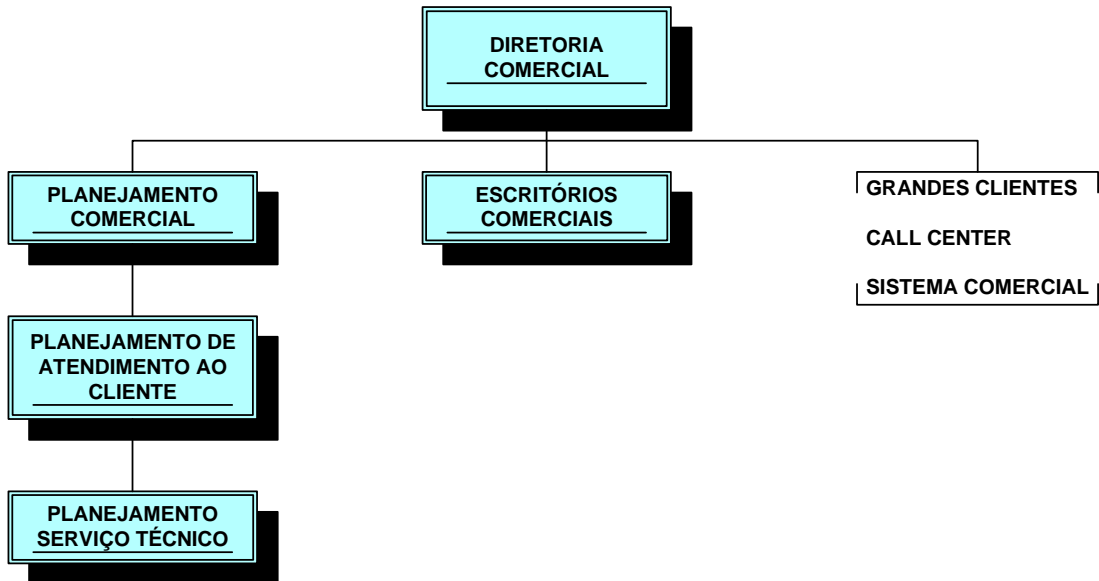 DIRETORIA
COMERCIAL
PLANEJAMENTO
COMERCIAL
ESCRITÓRIOS
COMERCIAIS
GRANDES CLIENTES
CALL CENTER
SISTEMA COMERCIAL
PLANEJAMENTO DE
ATENDIMENTO AO
CLIENTE
PLANEJAMENTO
SERVIÇO TÉCNICO